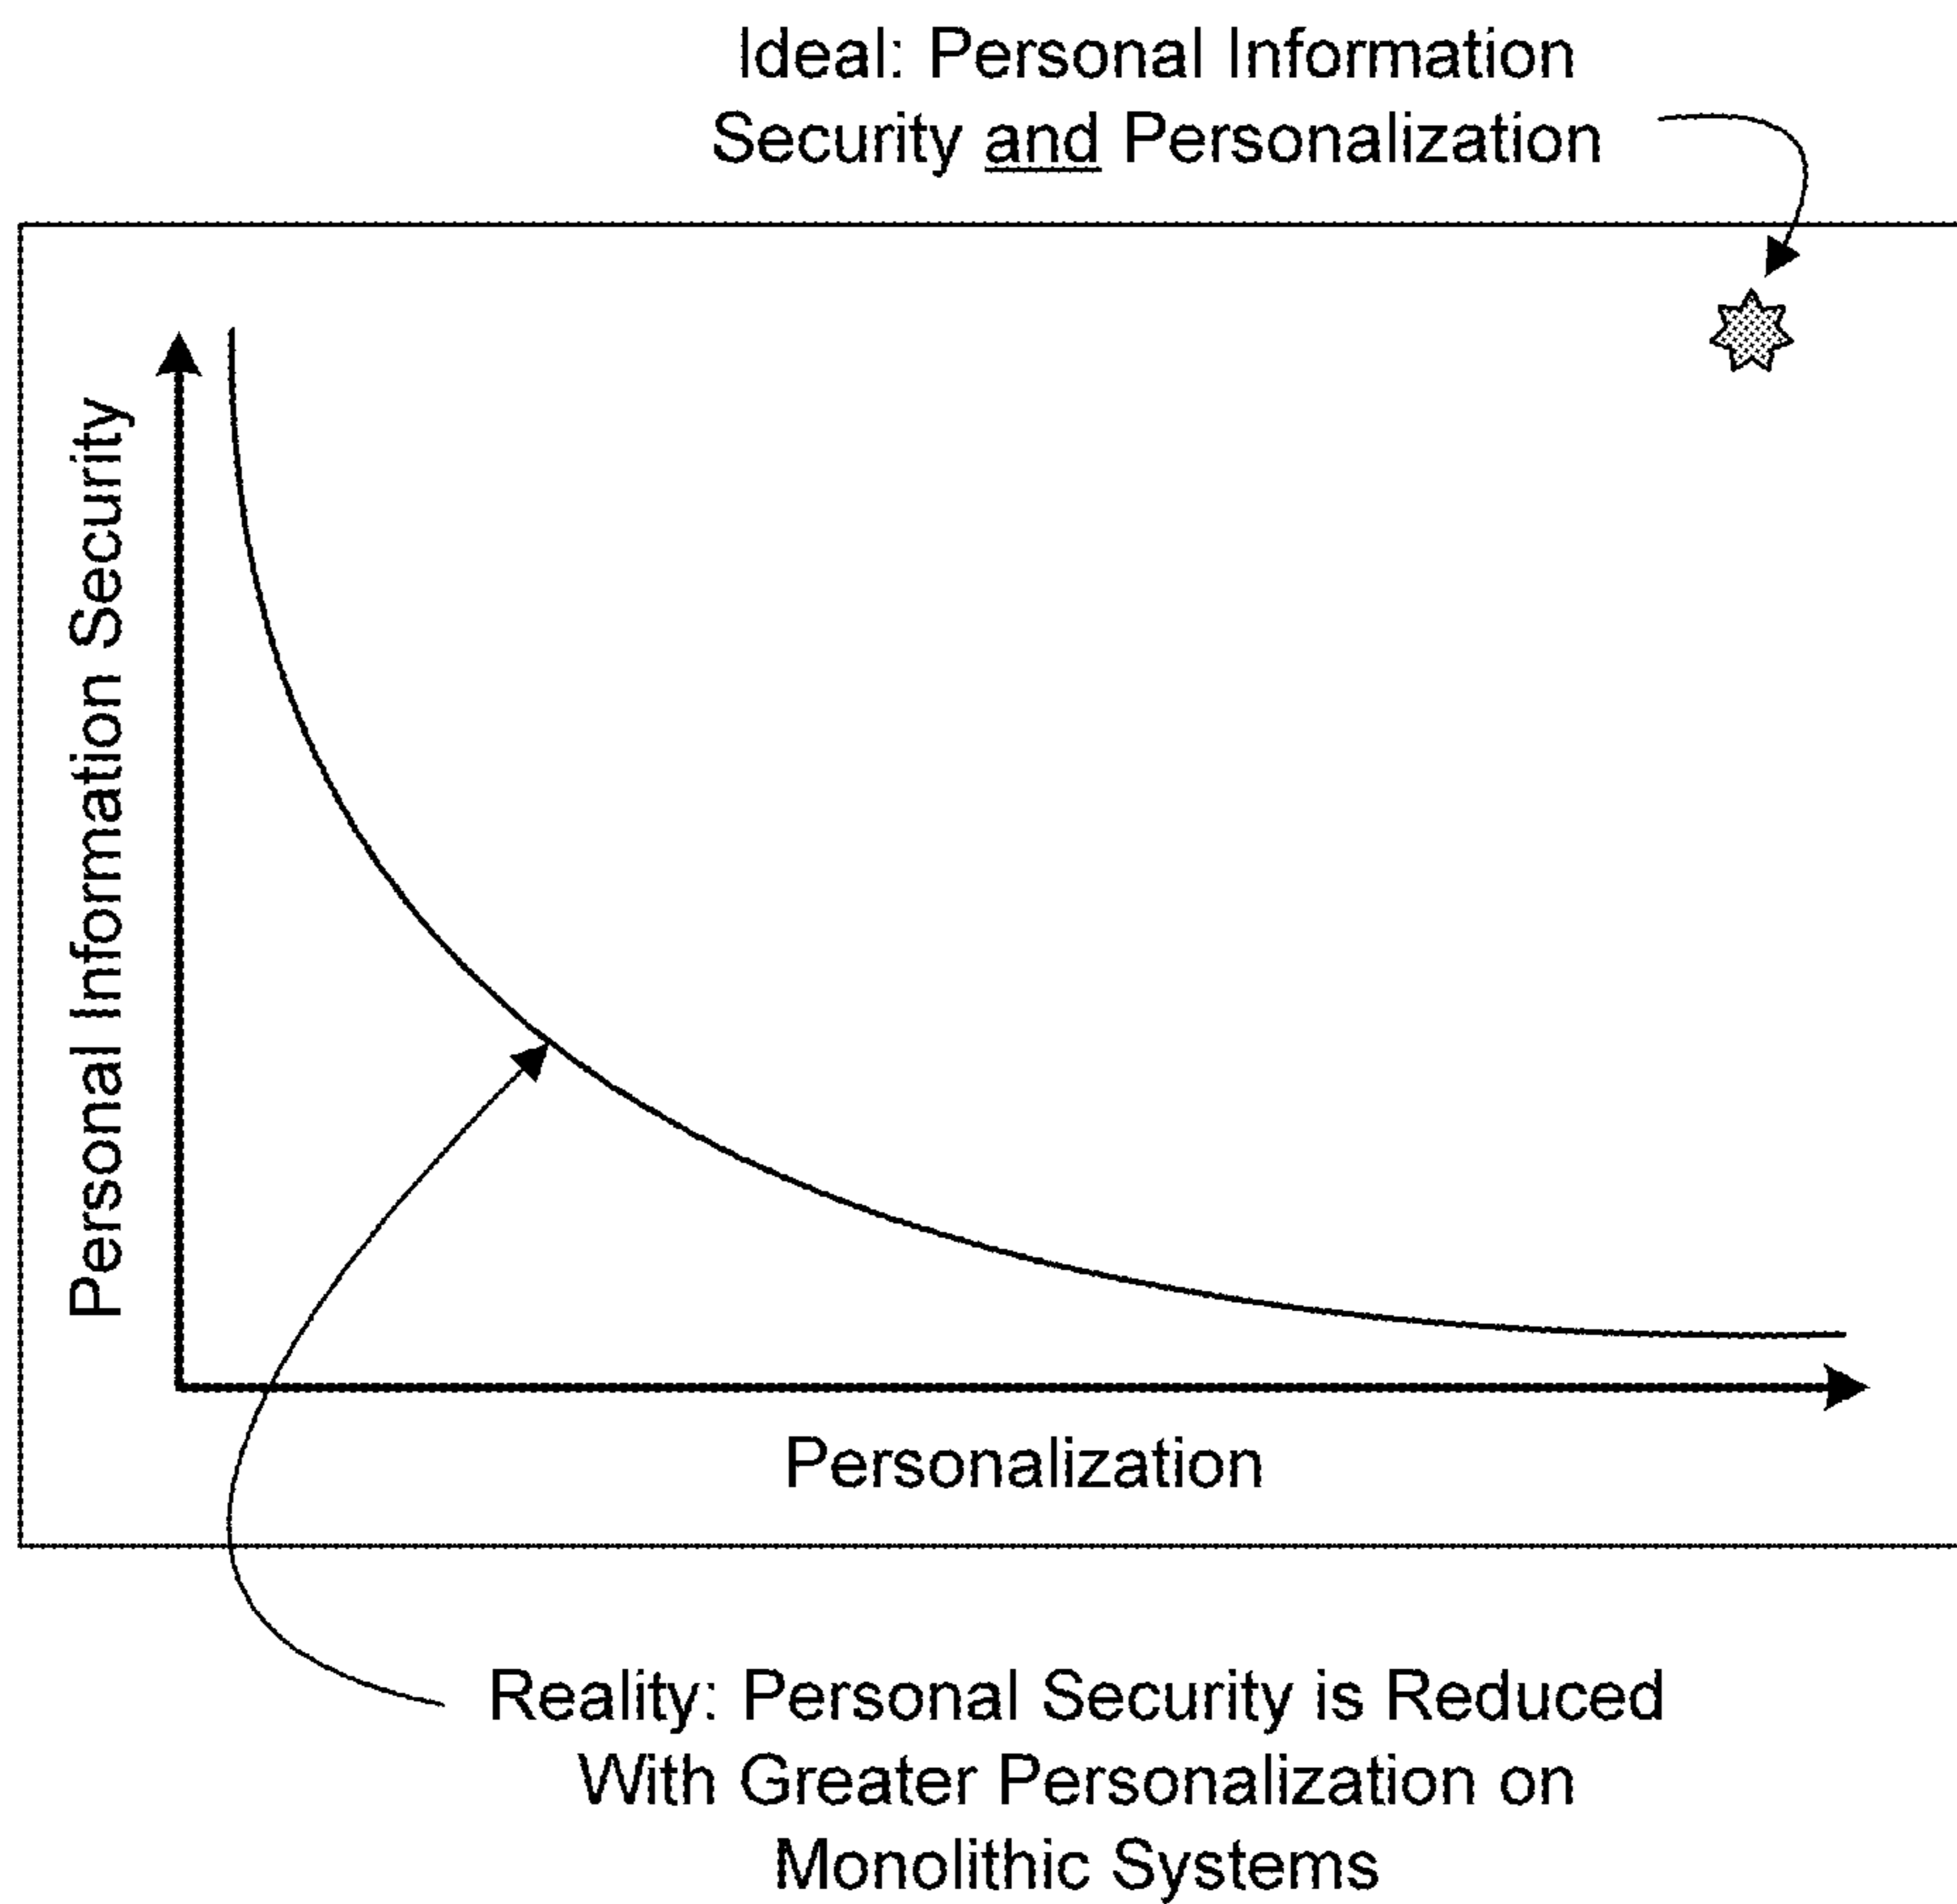 Ideal: Personal Information
Security and Personalization
Personal Information Security
Personalization
Reality: Personal Security is Reduced
With Greater Personalization on
Monolithic Systems